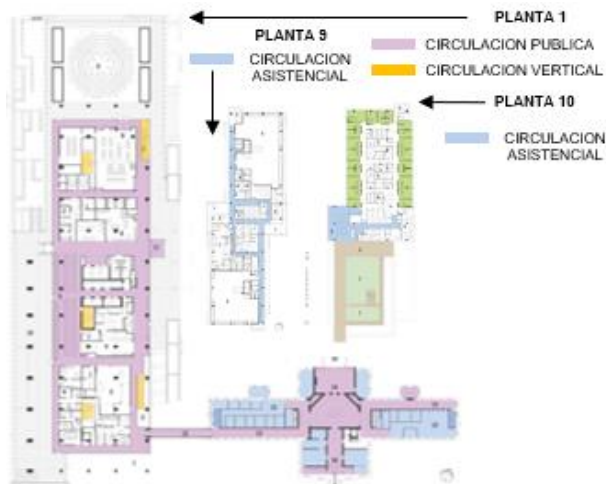 PLANTA 1
PLANTA 9
CIRCULACION
ASISTENCIAL
CIRCULACION PUBLICA
CIRCULACION VERTICAL
PLANTA 10
CIRCULACION
ASISTENCIAL